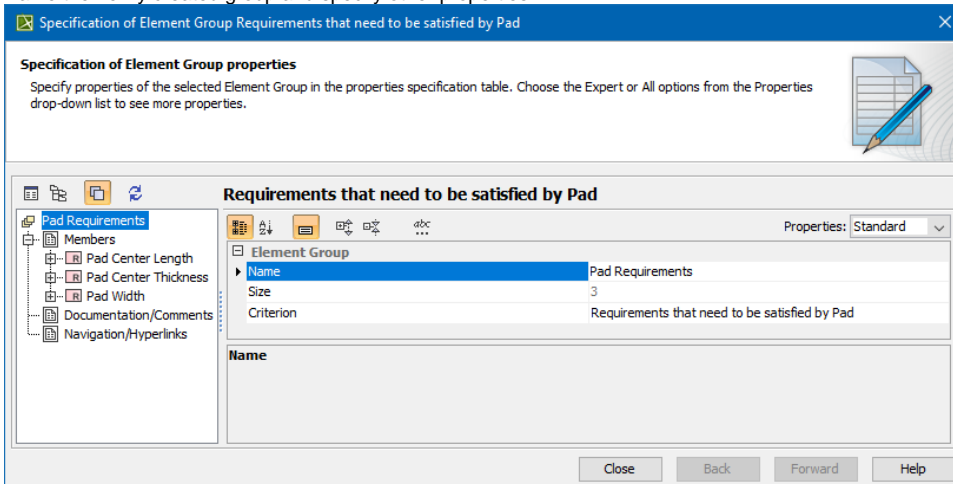 Specification of Element Group Requirements that need to be satisfied by Pad
Specification of Element Group properties
Specify properties of the selected Element Group in the properties specification table. Choose the Expert or All options from the Properties
drop-down list to see more properties.
Requirements that need to be satisfied by Pad
Pad Requirements
Members
R Pad Center Length
R Pad Center Thickness
R Pad Width
Documentation/Comments
Navigation/Hyperlinks
Properties: Standard
Element Group
Name Pad Requirements
Size 3
Criterion Requirements that need to be satisfied by Pad
Name
Close Back Forward Help